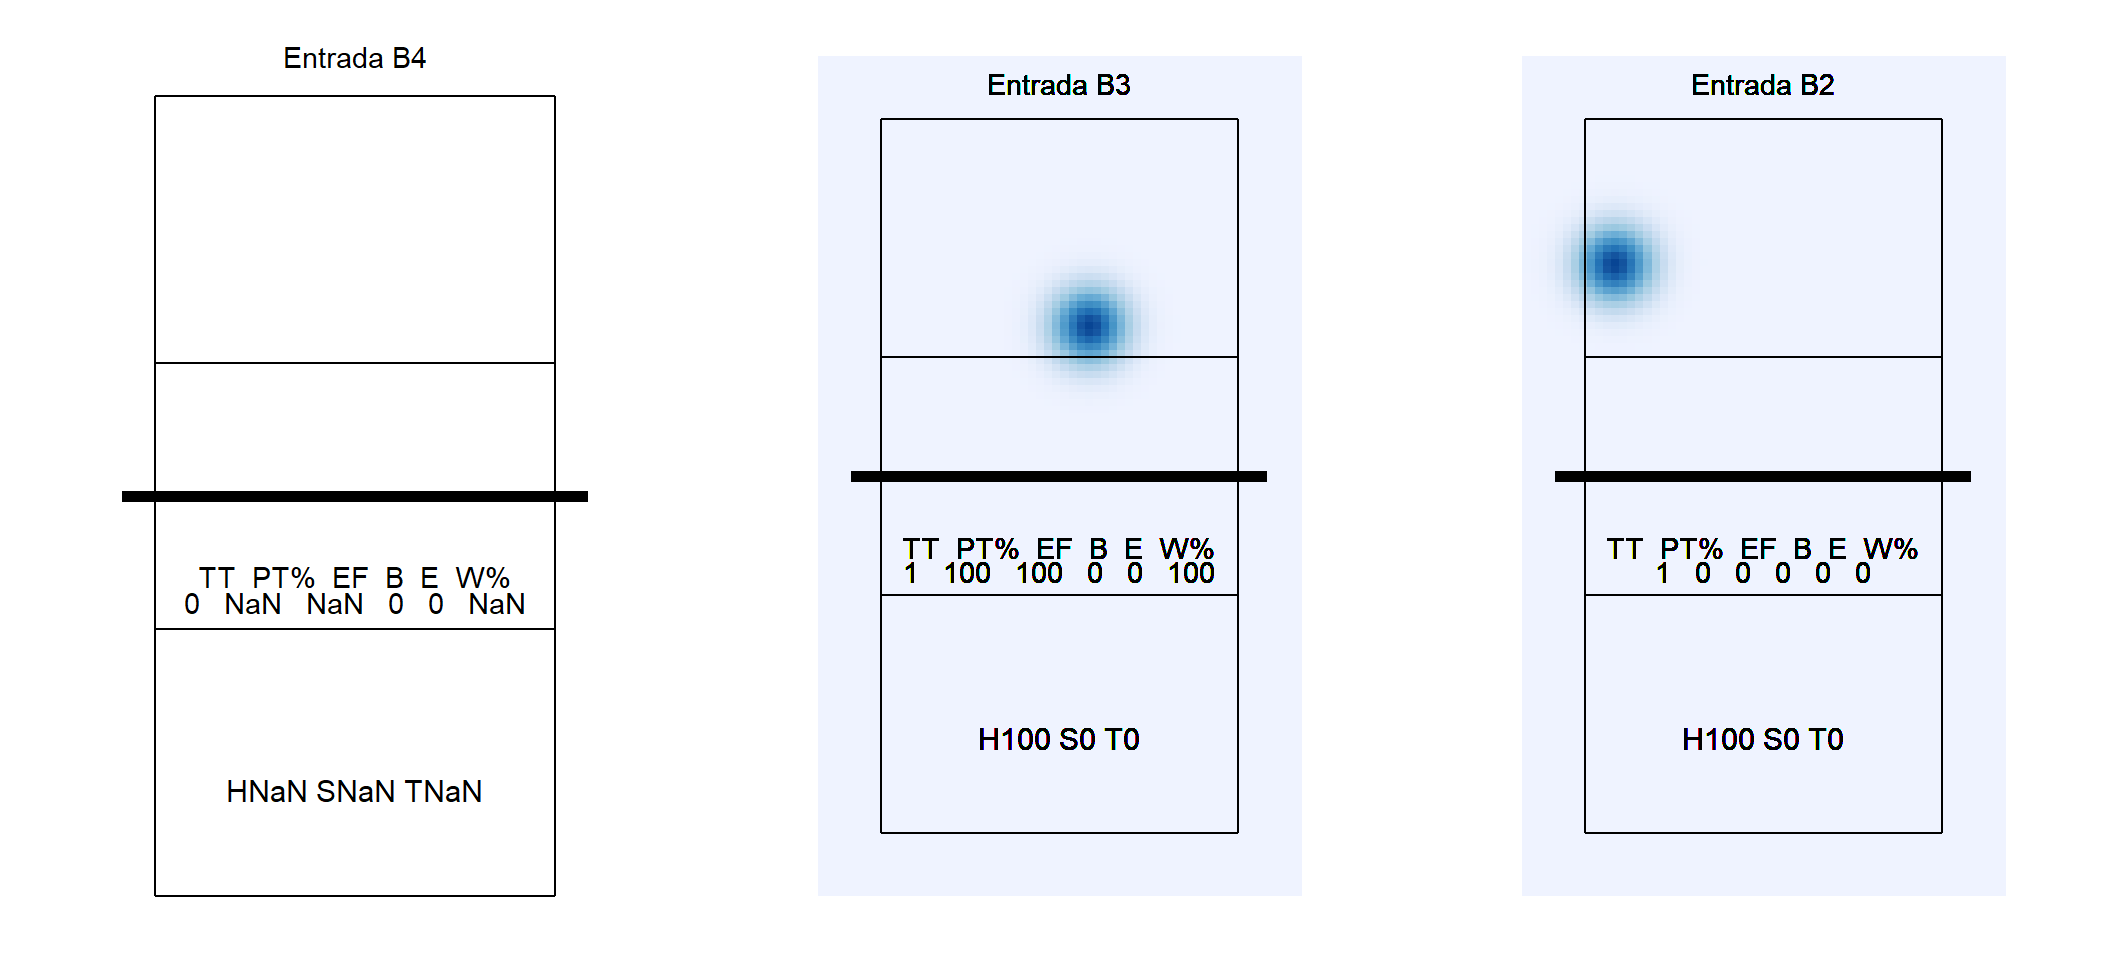 Entrada B4
TT PT% EF B E W%
0 NaN NaN 0 0 NaN
HNaN SNaN TNaN
Entrada B3
TT PT% EF B E W%
1 100 100 0 0 100
H100 S0 T0
Entrada B2
TT PT% EF B E W%
1 0 0 0 0 0
H100 S0 T0